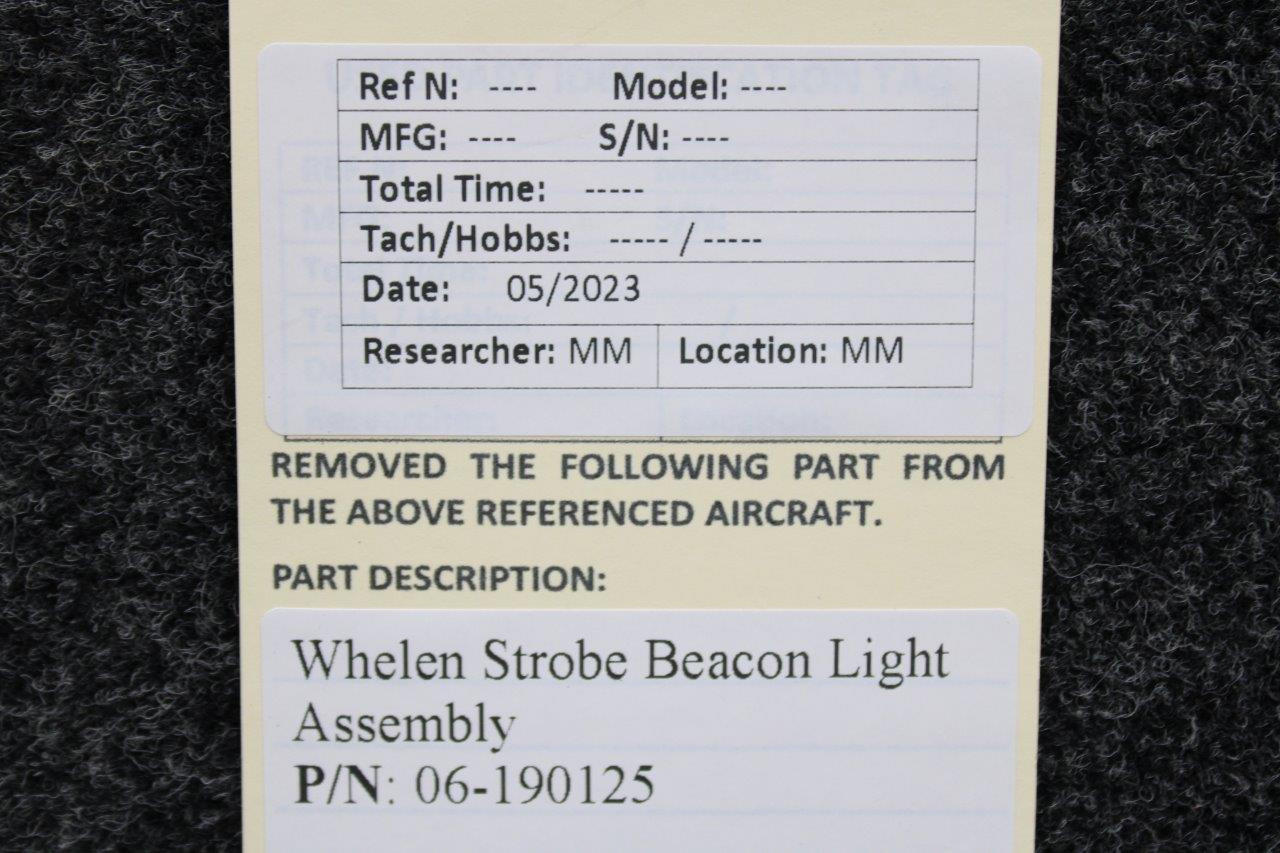 Ref N: ---- Model: ----
MFG: ---- S/N: ----
Total Time: -----
Tach/Hobbs: ----- / -----
Date: 05/2023
Researcher: MM Location: MM
REMOVED THE FOLLOWING PART FROM
THE ABOVE REFERENCED AIRCRAFT.
PART DESCRIPTION:
Whelen Strobe Beacon Light
Assembly
P/N: 06-190125